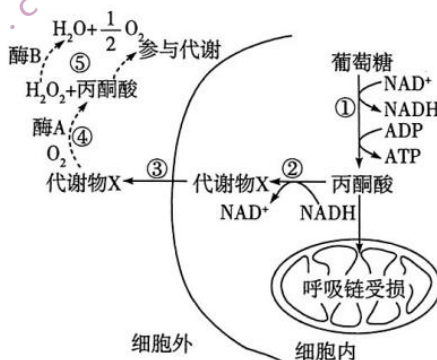 .c
H₂O+1/2 O₂
酶B
⑤
参与代谢
H₂O₂+丙酮酸
酶A
④
O₂
代谢物X
③
代谢物X
②
NAD⁺
NADH
葡萄糖
①
NAD⁺
NADH
ADP
ATP
丙酮酸
呼吸链受损
细胞外
细胞内